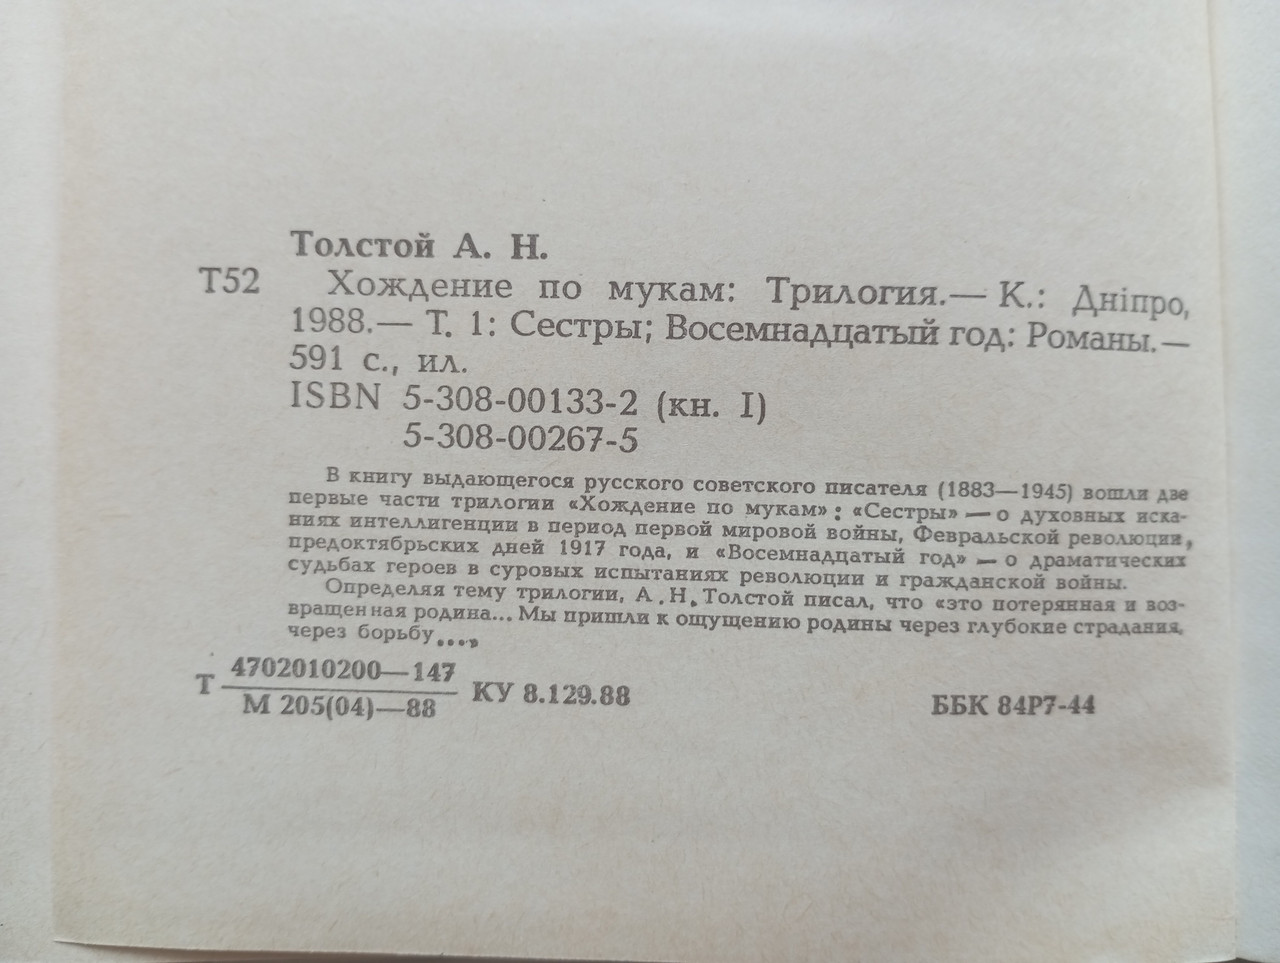 Толстой А. Н.
Т52 Хождение по мукам: Трилогия.— К.: Дніпро,
1988.— Т. 1: Сестры; Восемнадцатый год: Романы.—
591 с., ил.
ISBN 5-308-00133-2 (кн. I)
5-308-00267-5
В книгу выдающегося русского советского писателя (1883—1945) вошли две
первые части трилогии «Хождение по мукам»: «Сестры» — о духовных иска-
ниях интеллигенции в период первой мировой войны, Февральской революции,
предоктябрьских дней 1917 года, и «Восемнадцатый год» — о драматических
судьбах героев в суровых испытаниях революции и гражданской войны.
Определяя тему трилогии, А. Н. Толстой писал, что «это потерянная и воз-
вращенная родина... Мы пришли к ощущению родины через глубокие страдания,
через борьбу...»
Т 4702010200—147
М 205(04)—88 КУ 8.129.88 ББК 84Р7-44